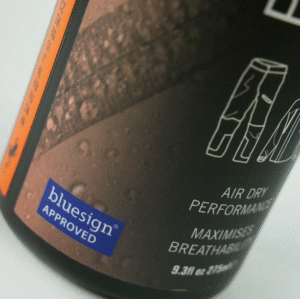 bluesign®
APPROVED
AIR DRY
PERFORMANCE
MAXIMISES
BREATHABILITY
9.3fl oz 275ml